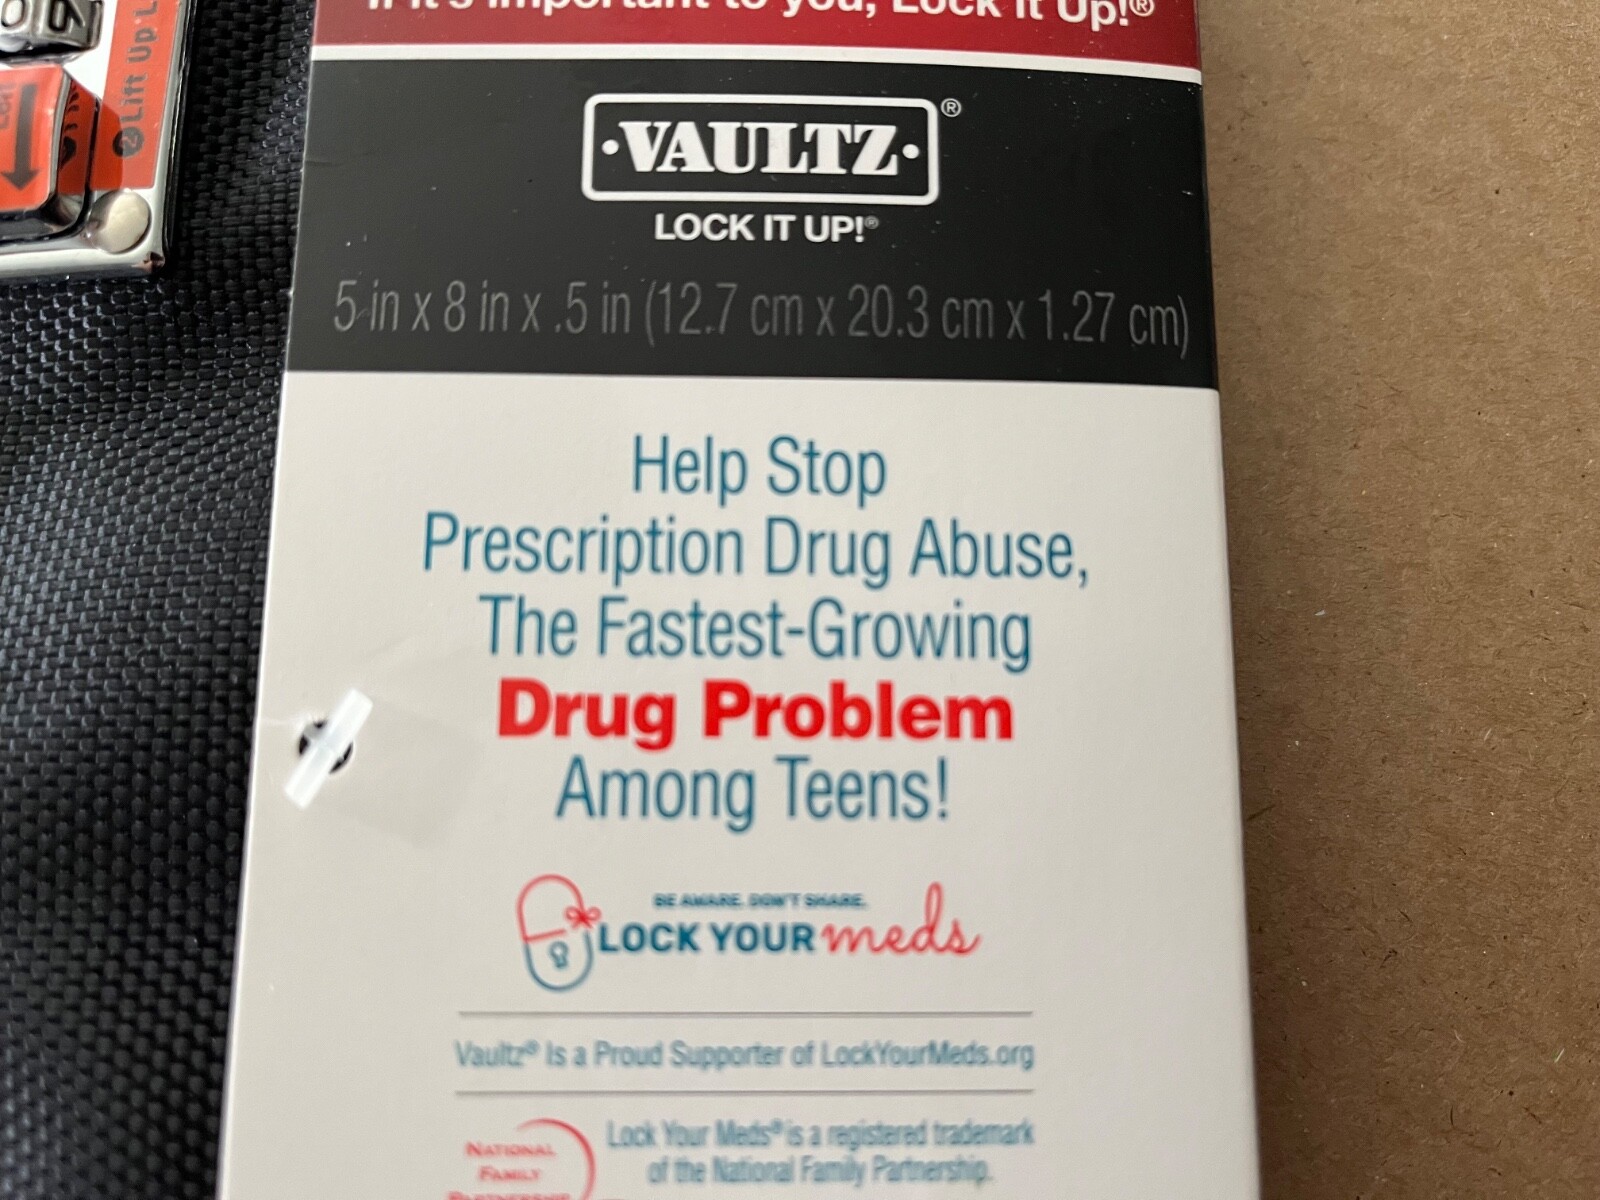 If it's important to you, Lock it Up!®
·VAULTZ·®
LOCK IT UP!®
5 in x 8 in x .5 in (12.7 cm x 20.3 cm x 1.27 cm)
Help Stop
Prescription Drug Abuse,
The Fastest-Growing
Drug Problem
Among Teens!
BE AWARE. DON'T SHARE.
LOCK YOUR meds
Vaultz® Is a Proud Supporter of LockYourMeds.org
Lock Your Meds® is a registered trademark
of the National Family Partnership.
NATIONAL
FAMILY
PARTNERSHIP
2 Lift Up L